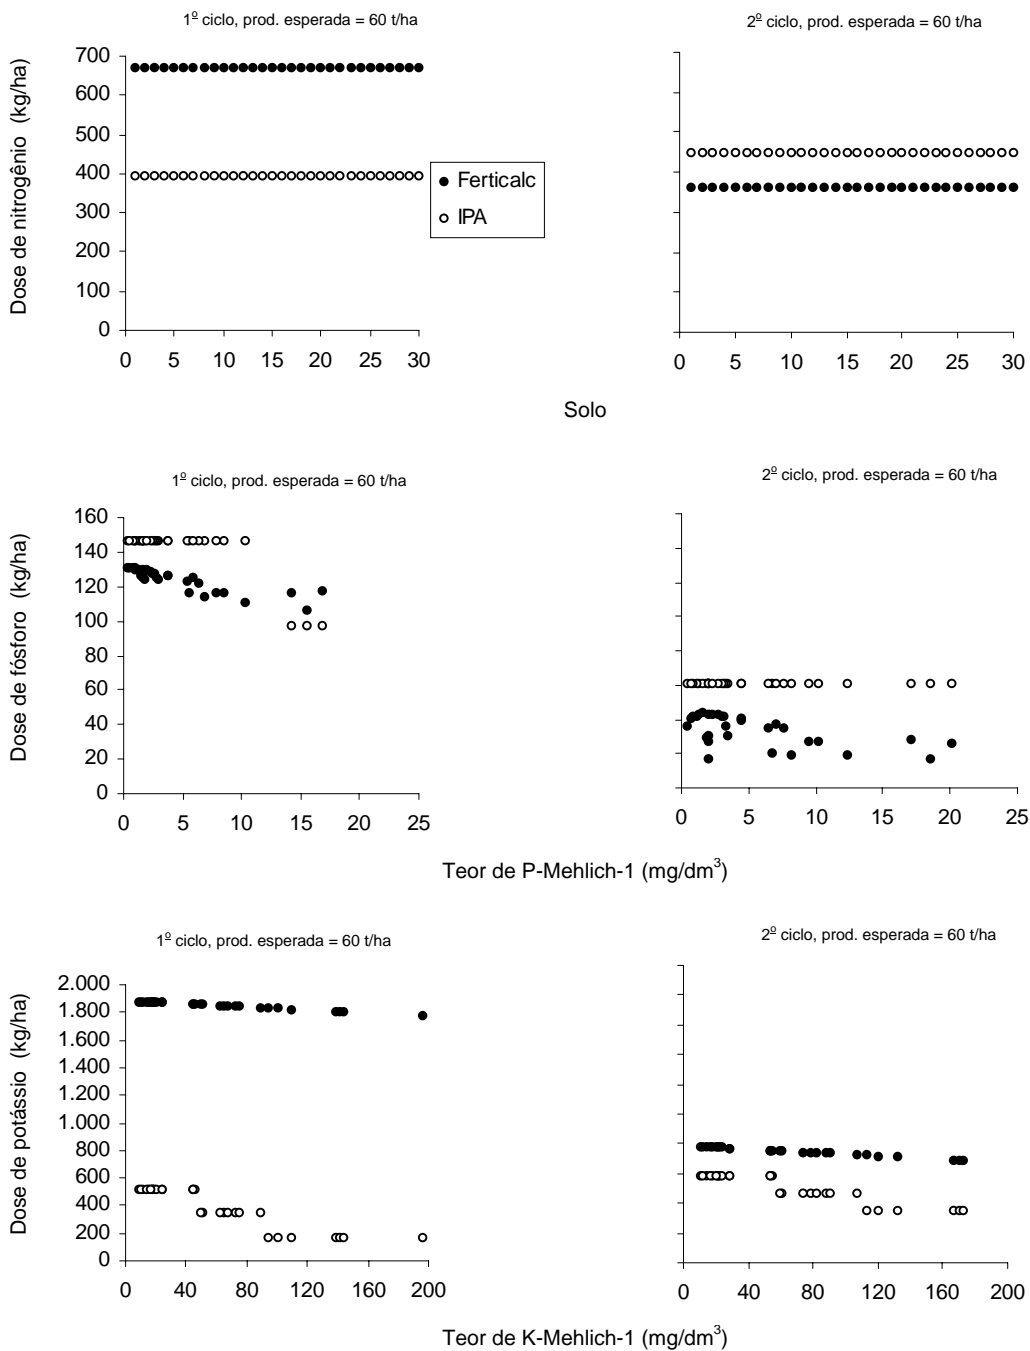 1º ciclo, prod. esperada = 60 t/ha
2º ciclo, prod. esperada = 60 t/ha
Dose de nitrogênio (kg/ha)
700
600
500
400
300
200
100
0
0 5 10 15 20 25 30
Ferticalc
IPA
0 5 10 15 20 25 30
Solo
1º ciclo, prod. esperada = 60 t/ha
2º ciclo, prod. esperada = 60 t/ha
Dose de fósforo (kg/ha)
160
140
120
100
80
60
40
20
0
0 5 10 15 20 25
0 5 10 15 20 25
Teor de P-Mehlich-1 (mg/dm³)
1º ciclo, prod. esperada = 60 t/ha
2º ciclo, prod. esperada = 60 t/ha
Dose de potássio (kg/ha)
2.000
1.800
1.600
1.400
1.200
1.000
800
600
400
200
0
0 40 80 120 160 200
0 40 80 120 160 200
Teor de K-Mehlich-1 (mg/dm³)